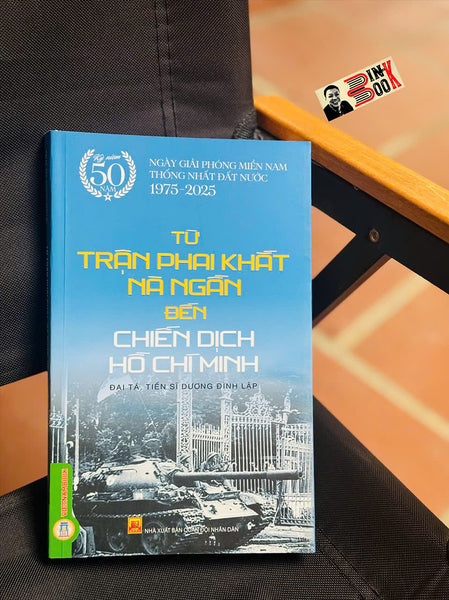 BINK
BOOK
Kỷ niệm
50
NĂM
NGÀY GIẢI PHÓNG MIỀN NAM
THỐNG NHẤT ĐẤT NƯỚC
1975-2025
TỪ
TRẬN PHAI KHẮT
NÀ NGẦN
ĐẾN
CHIẾN DỊCH
HỒ CHÍ MINH
ĐẠI TÁ, TIẾN SĨ DƯƠNG ĐÌNH LẬP
NHÀ XUẤT BẢN QUÂN ĐỘI NHÂN DÂN